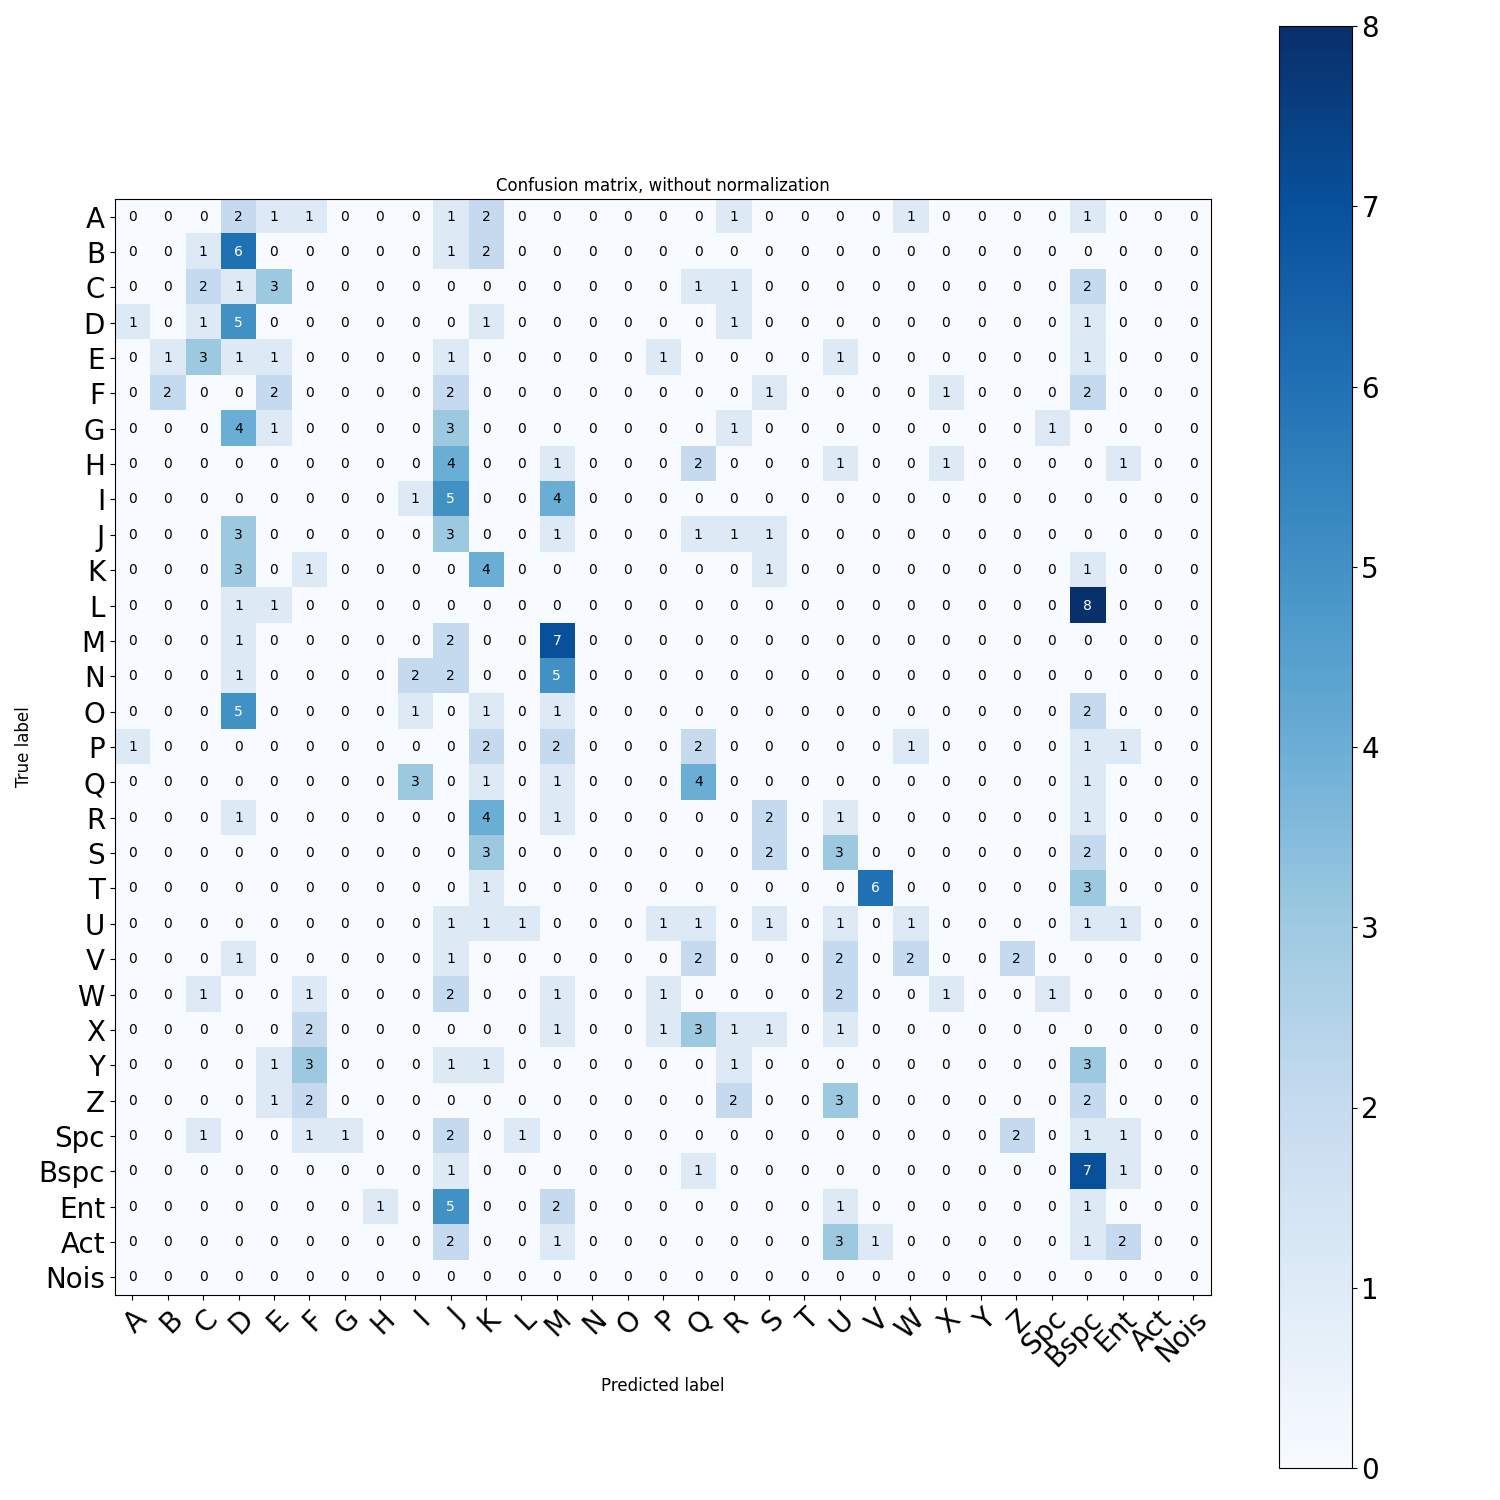 Confusion matrix, without normalization
True label
A 0 0 0 2 1 1 0 0 0 1 2 0 0 0 0 0 0 1 0 0 0 0 1 0 0 0 0 1 0 0 0
B 0 0 1 6 0 0 0 0 0 1 2 0 0 0 0 0 0 0 0 0 0 0 0 0 0 0 0 0 0 0 0
C 0 0 2 1 3 0 0 0 0 0 0 0 0 0 0 0 1 1 0 0 0 0 0 0 0 0 0 2 0 0 0
D 1 0 1 5 0 0 0 0 0 0 1 0 0 0 0 0 0 1 0 0 0 0 0 0 0 0 0 1 0 0 0
E 0 1 3 1 1 0 0 0 0 1 0 0 0 0 0 1 0 0 0 0 1 0 0 0 0 0 0 1 0 0 0
F 0 2 0 0 2 0 0 0 0 2 0 0 0 0 0 0 0 0 1 0 0 0 0 1 0 0 0 2 0 0 0
G 0 0 0 4 1 0 0 0 0 3 0 0 0 0 0 0 0 1 0 0 0 0 0 0 0 0 1 0 0 0 0
H 0 0 0 0 0 0 0 0 0 4 0 0 1 0 0 0 2 0 0 0 1 0 0 1 0 0 0 0 1 0 0
I 0 0 0 0 0 0 0 0 1 5 0 0 4 0 0 0 0 0 0 0 0 0 0 0 0 0 0 0 0 0 0
J 0 0 0 3 0 0 0 0 0 3 0 0 1 0 0 0 1 1 1 0 0 0 0 0 0 0 0 0 0 0 0
K 0 0 0 3 0 1 0 0 0 0 4 0 0 0 0 0 0 0 1 0 0 0 0 0 0 0 0 1 0 0 0
L 0 0 0 1 1 0 0 0 0 0 0 0 0 0 0 0 0 0 0 0 0 0 0 0 0 0 0 8 0 0 0
M 0 0 0 1 0 0 0 0 0 2 0 0 7 0 0 0 0 0 0 0 0 0 0 0 0 0 0 0 0 0 0
N 0 0 0 1 0 0 0 0 2 2 0 0 5 0 0 0 0 0 0 0 0 0 0 0 0 0 0 0 0 0 0
O 0 0 0 5 0 0 0 0 1 0 1 0 1 0 0 0 0 0 0 0 0 0 0 0 0 0 0 2 0 0 0
P 1 0 0 0 0 0 0 0 0 0 2 0 2 0 0 0 2 0 0 0 0 0 1 0 0 0 0 1 1 0 0
Q 0 0 0 0 0 0 0 0 3 0 1 0 1 0 0 0 4 0 0 0 0 0 0 0 0 0 0 1 0 0 0
R 0 0 0 1 0 0 0 0 0 0 4 0 1 0 0 0 0 0 2 0 1 0 0 0 0 0 0 1 0 0 0
S 0 0 0 0 0 0 0 0 0 0 3 0 0 0 0 0 0 0 2 0 3 0 0 0 0 0 0 2 0 0 0
T 0 0 0 0 0 0 0 0 0 0 1 0 0 0 0 0 0 0 0 0 0 6 0 0 0 0 0 3 0 0 0
U 0 0 0 0 0 0 0 0 0 1 1 1 0 0 0 1 1 0 1 0 1 0 1 0 0 0 0 1 1 0 0
V 0 0 0 1 0 0 0 0 0 1 0 0 0 0 0 0 2 0 0 0 2 0 2 0 0 2 0 0 0 0 0
W 0 0 1 0 0 1 0 0 0 2 0 0 1 0 0 1 0 0 0 0 2 0 0 1 0 0 1 0 0 0 0
X 0 0 0 0 0 2 0 0 0 0 0 0 1 0 0 1 3 1 1 0 1 0 0 0 0 0 0 0 0 0 0
Y 0 0 0 0 1 3 0 0 0 1 1 0 0 0 0 0 0 1 0 0 0 0 0 0 0 0 0 3 0 0 0
Z 0 0 0 0 1 2 0 0 0 0 0 0 0 0 0 0 0 2 0 0 3 0 0 0 0 0 0 2 0 0 0
Spc 0 0 1 0 0 1 1 0 0 2 0 1 0 0 0 0 0 0 0 0 0 0 0 0 0 2 0 1 1 0 0
Bspc 0 0 0 0 0 0 0 0 0 1 0 0 0 0 0 0 1 0 0 0 0 0 0 0 0 0 0 7 1 0 0
Ent 0 0 0 0 0 0 0 1 0 5 0 0 2 0 0 0 0 0 0 0 1 0 0 0 0 0 0 1 0 0 0
Act 0 0 0 0 0 0 0 0 0 2 0 0 1 0 0 0 0 0 0 0 3 1 0 0 0 0 0 1 2 0 0
Nois 0 0 0 0 0 0 0 0 0 0 0 0 0 0 0 0 0 0 0 0 0 0 0 0 0 0 0 0 0 0 0
A B C D E F G H I J K L M N O P Q R S T U V W X Y Z Spc Bspc Ent Act Nois
Predicted label
8
7
6
5
4
3
2
1
0